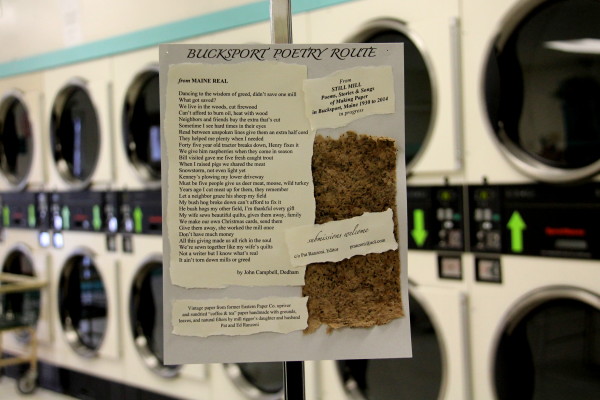 BUCKSPORT POETRY ROUTE
from MAINE REAL
Dancing to the wisdom of greed, didn't save one mill
What got saved?
We live in the woods, cut firewood
Can't afford to burn oil, heat with wood
Neighbors and friends buy the extra that's cut
Sometime I see hard times in their eyes
Read between unspoken lines give them an extra half cord
They helped me plenty when I needed
Forty five year old tractor breaks down, Henry fixes it
We give him raspberries when they come in season
Bill visited gave me five fresh caught trout
When I raised pigs we shared the roast
Snowstorm, not even light yet
Kenney's plowing my lower driveway
Must be five people give us deer meat, moose, wild turkey
Years ago I cut meat up for them, they remember
Let a neighbor graze his sheep my field
My bush hog broke down can't afford to fix it
He bush hogs my other field, I'm thankful every gift
My wife sews beautiful quilts, gives them away, family
We make our own Christmas cards, send them
Give them away, she worked the mill once
Don't have much money
All this giving made us all rich in the soul
We're sewn together like my wife's quilts
Not a writer but I know what's real
It ain't torn down mills or greed
by John Campbell, Dedham
From
STILL MILL
Poems, Stories & Songs
of Making Paper
in Bucksport, Maine 1930 to 2014
in progress
submissions welcome
c/o Pat Ranzoni, Editor
Vintage paper from former Eastern Paper Co.
and "coffee & tea" paper handmade with grounds,
leaves, and natural fibers by mill rigger's daughter and husband
Pat and Ed Ranzoni